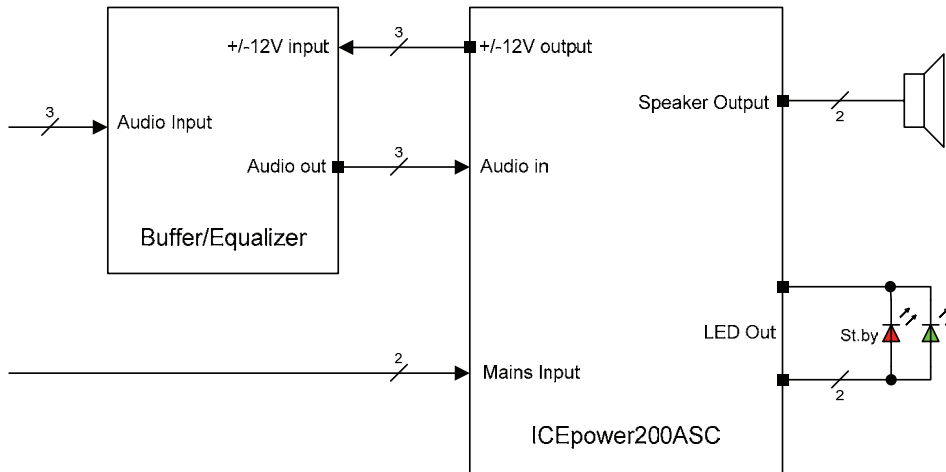 +/-12V input
3
+/-12V output
Speaker Output
2
3
Audio Input
Audio out
3
Audio in
Buffer/Equalizer
LED Out
St.by
2
Mains Input
2
ICEpower200ASC